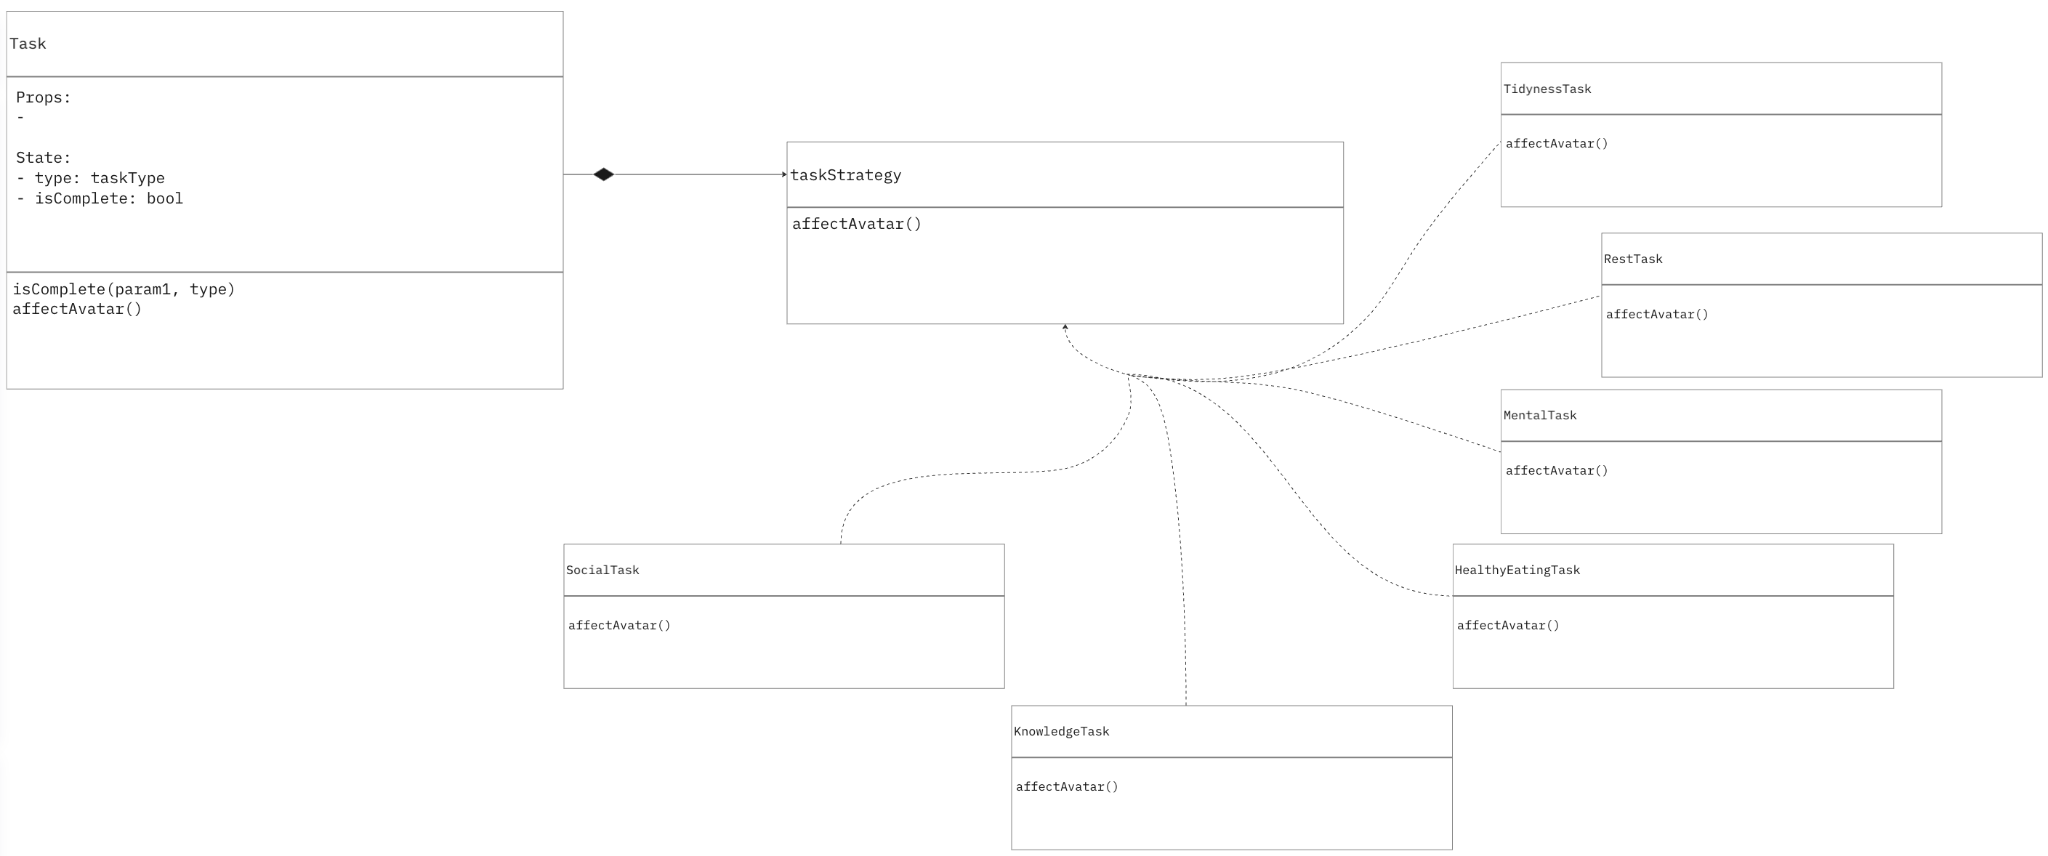 Task
Props:
-
State:
- type: taskType
- isComplete: bool
isComplete(param1, type)
affectAvatar()
taskStrategy
affectAvatar()
TidynessTask
affectAvatar()
RestTask
affectAvatar()
MentalTask
affectAvatar()
SocialTask
affectAvatar()
HealthyEatingTask
affectAvatar()
KnowledgeTask
affectAvatar()